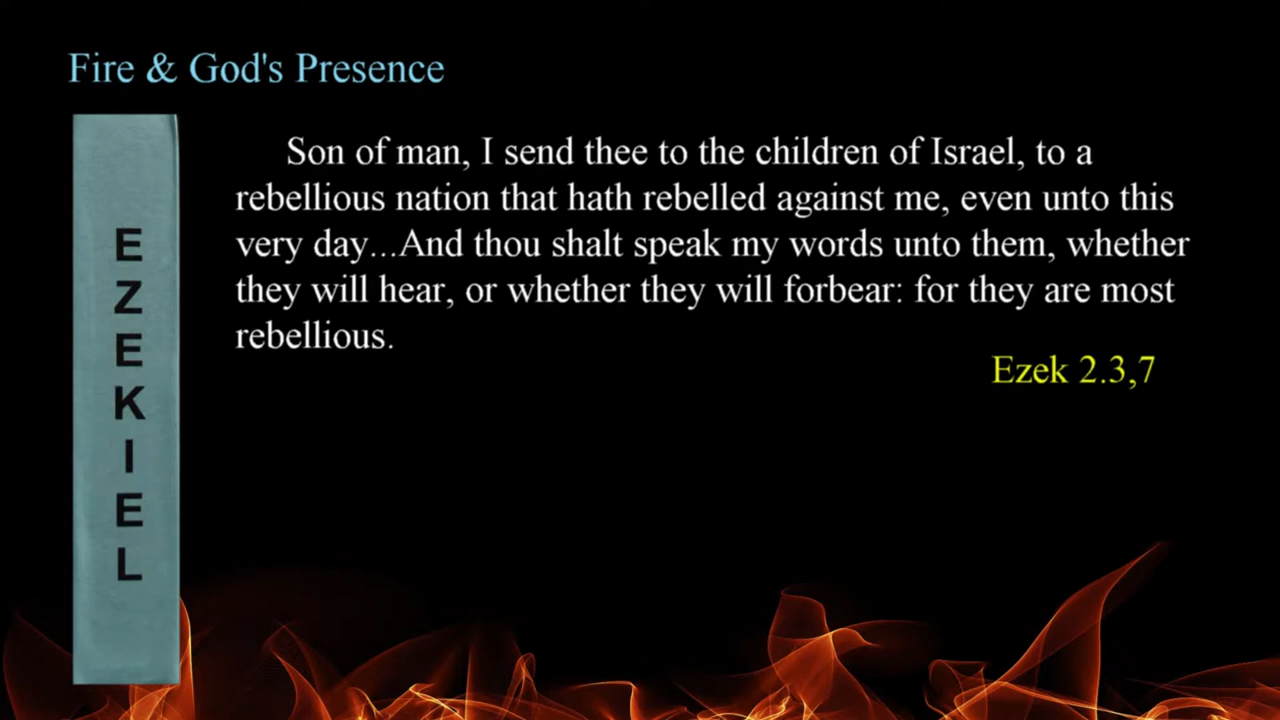 Fire & God's Presence
EZEKIEL
Son of man, I send thee to the children of Israel, to a
rebellious nation that hath rebelled against me, even unto this
very day...And thou shalt speak my words unto them, whether
they will hear, or whether they will forbear: for they are most
rebellious.
Ezek 2.3,7